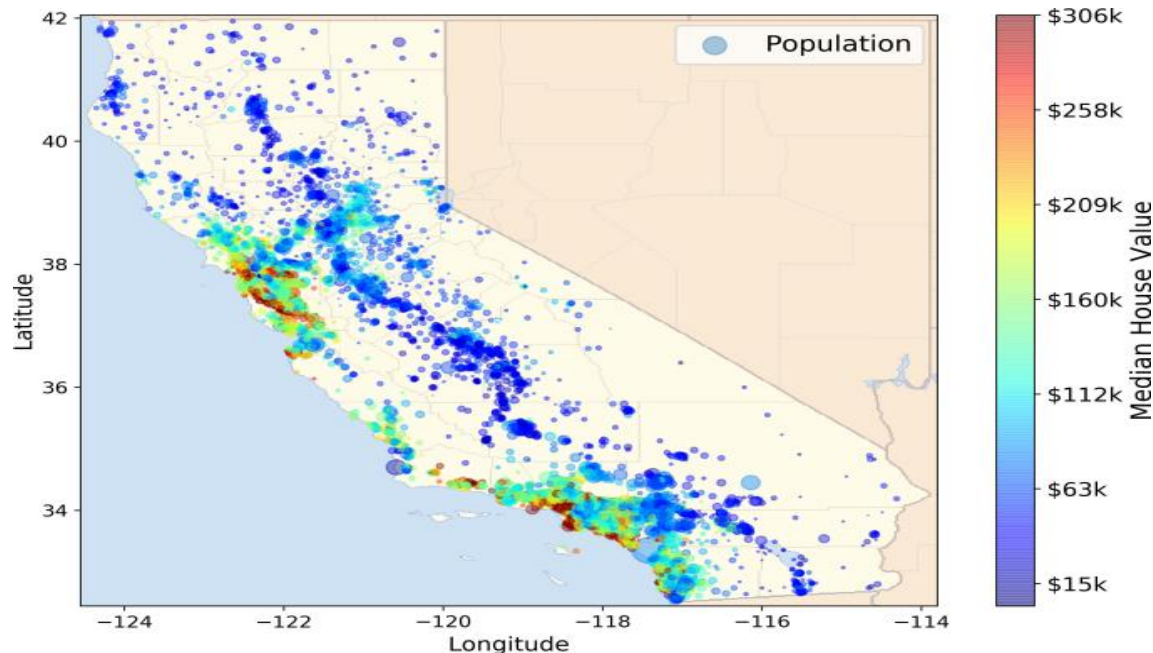 42
40
38
36
34
Latitude
−124
−122
−120
−118
−116
−114
Longitude
Population
$306k
$258k
$209k
$160k
$112k
$63k
$15k
Median House Value